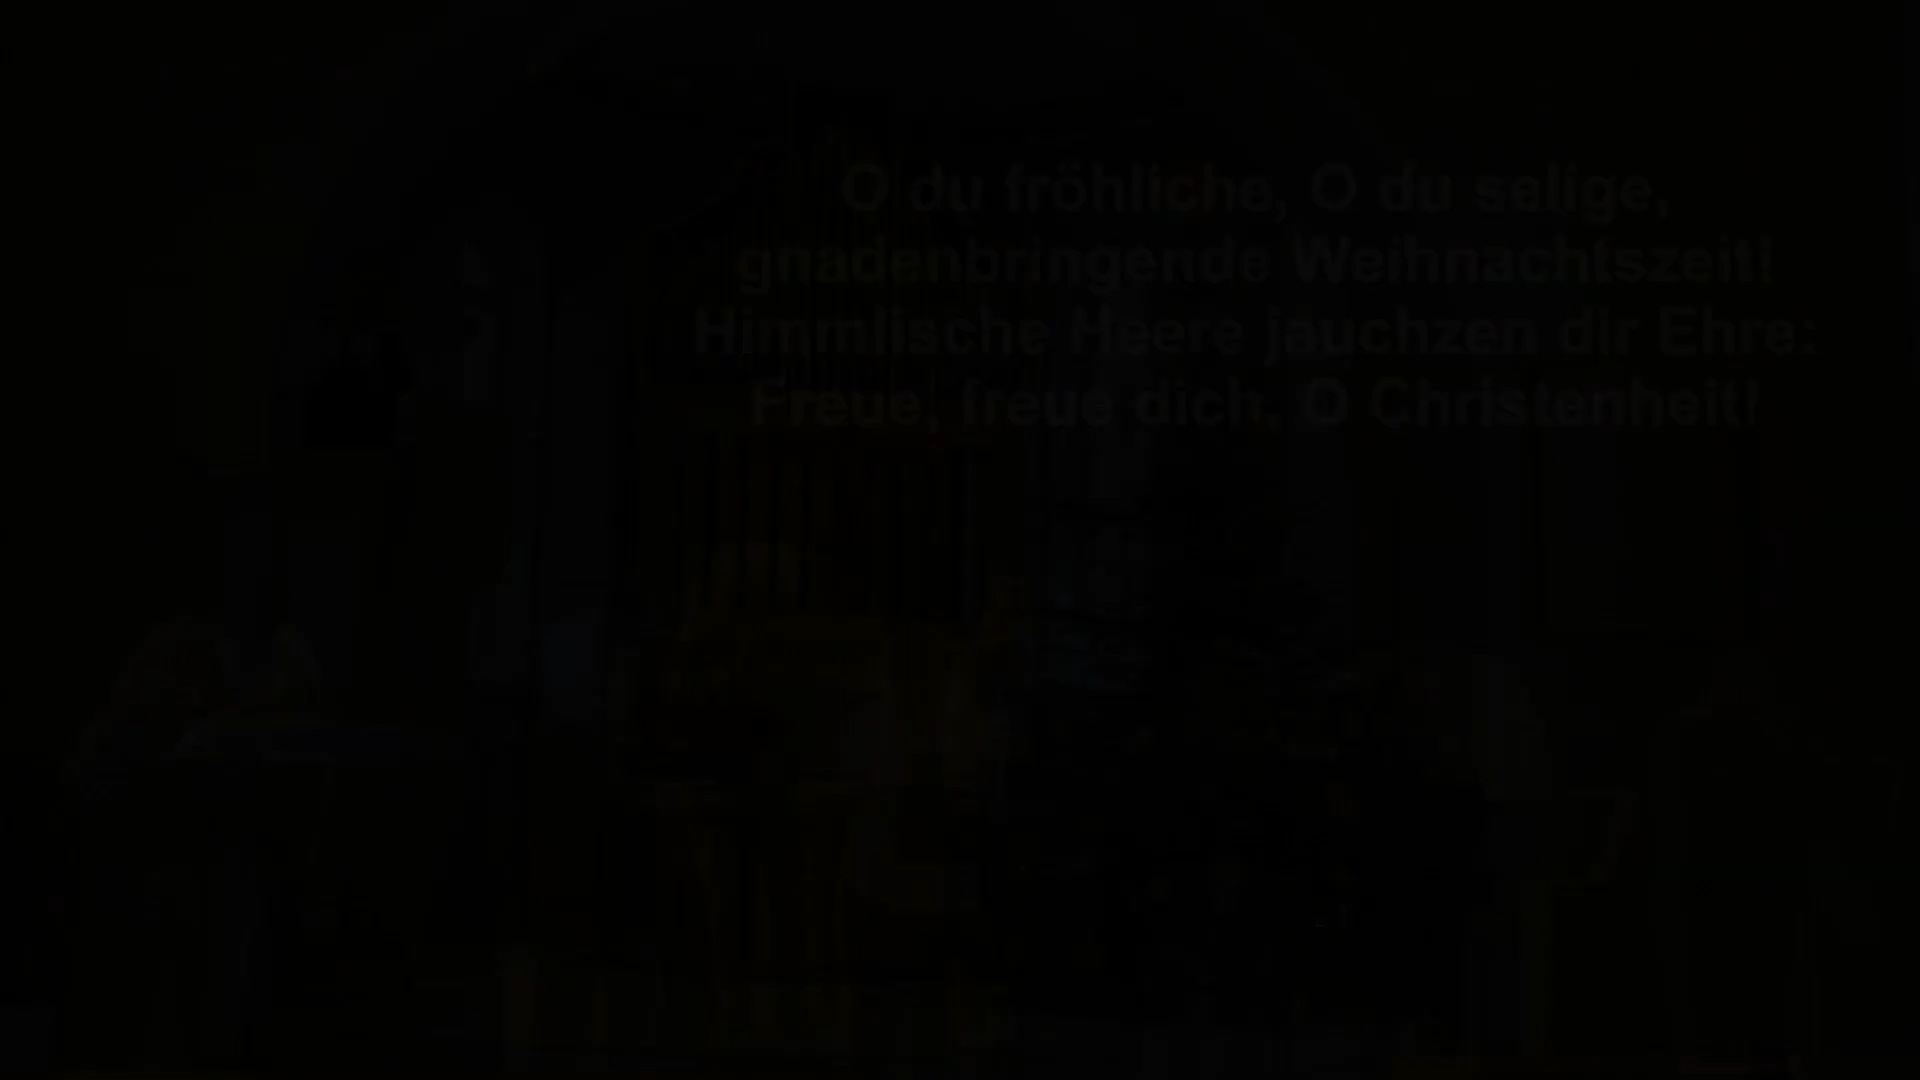 O du fröhliche, O du selige,
gnadenbringende Weihnachtszeit!
Himmlische Heere jauchzen dir Ehre:
Freue, freue dich, O Christenheit!